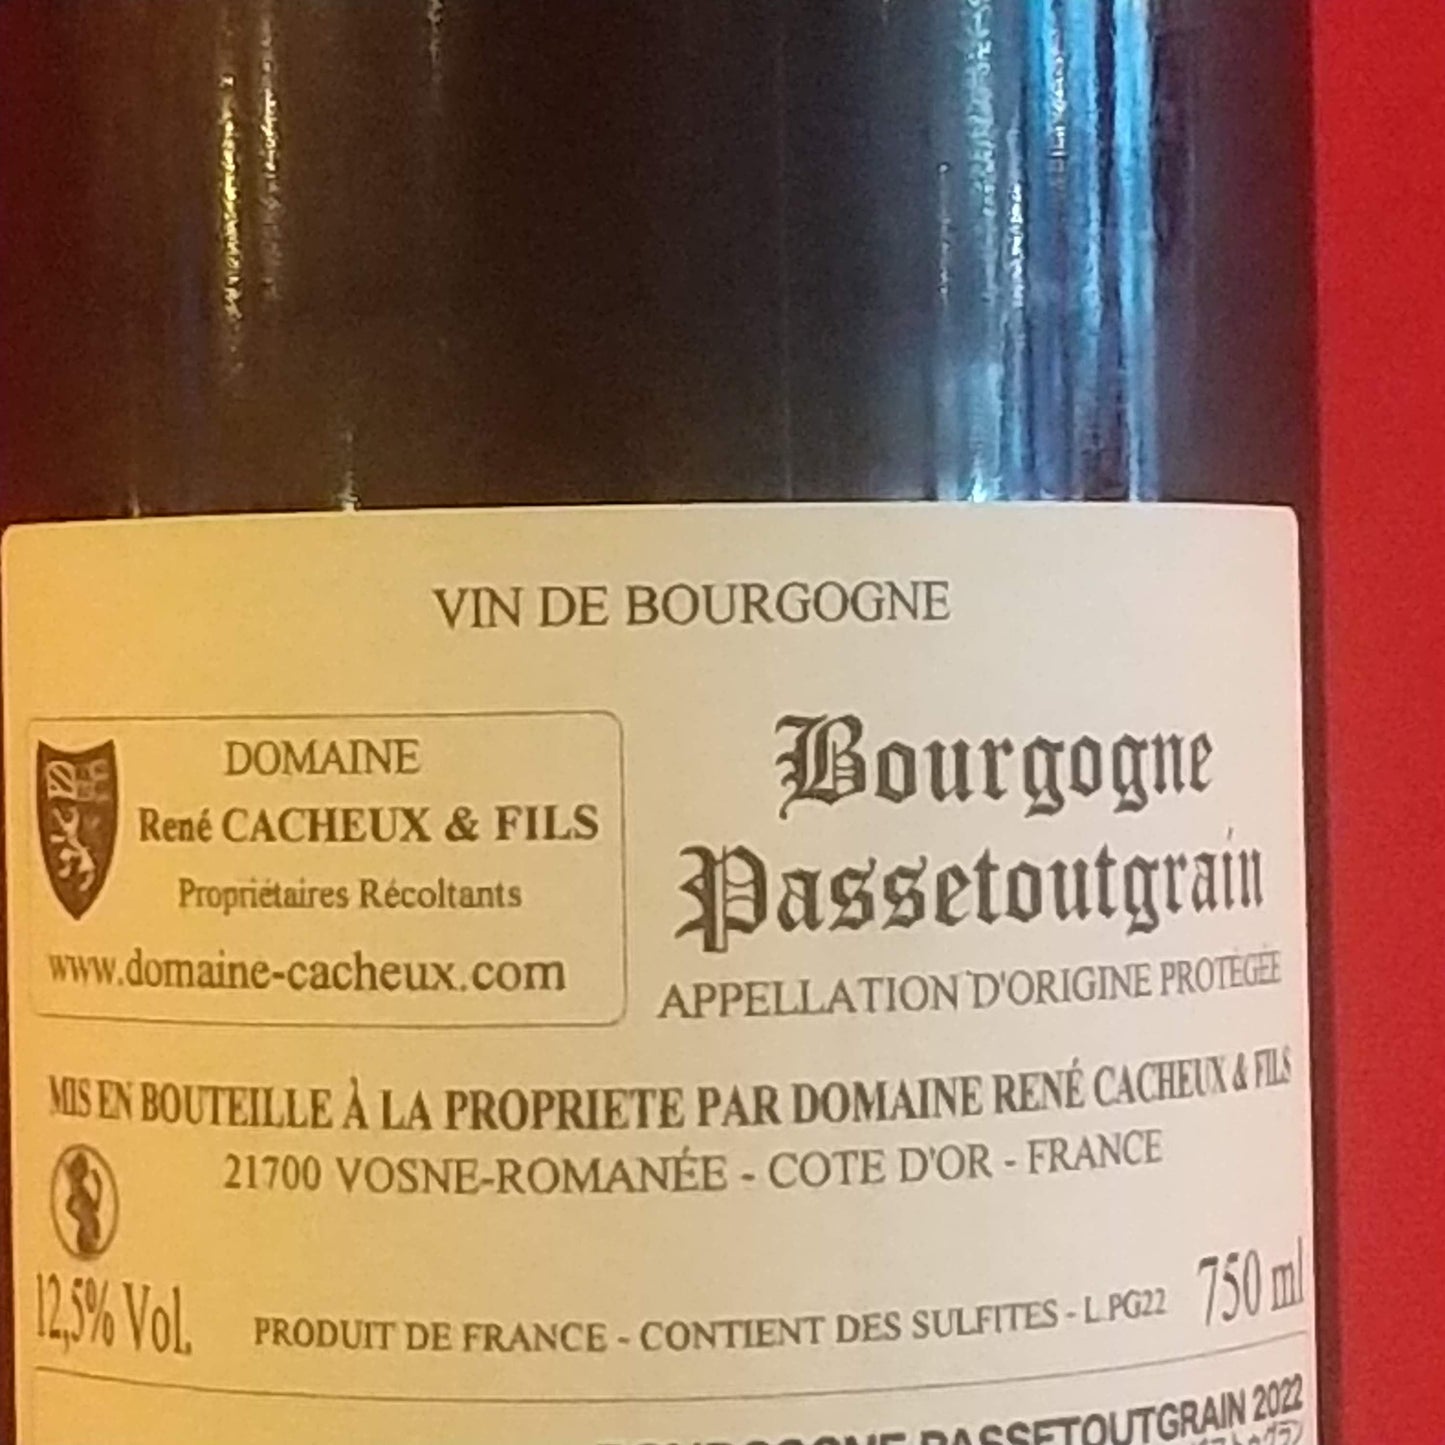 VIN DE BOURGOGNE
DOMAINE
René CACHEUX & FILS
Propriétaires Récoltants
www.domaine-cacheux.com
Bourgogne
Passetoutgrain
APPELLATION D'ORIGINE PROTÉGÉE
MIS EN BOUTEILLE À LA PROPRIETE PAR DOMAINE RENÉ CACHEUX & FILS
21700 VOSNE-ROMANÉE - COTE D'OR - FRANCE
12,5% Vol.
PRODUIT DE FRANCE - CONTIENT DES SULFITES - L.PG22
750 ml
BOURGOGNE PASSETOUTGRAIN 2022